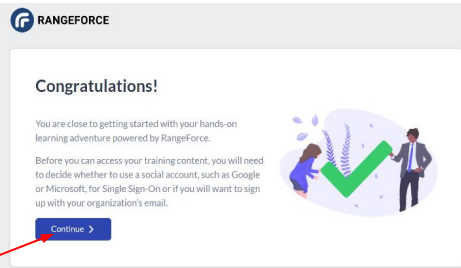 RANGEFORCE
Congratulations!
You are close to getting started with your hands-on
learning adventure powered by RangeForce.
Before you can access your training content, you will need
to decide whether to use a social account, such as Google
or Microsoft, for Single Sign-On or if you will want to sign
up with your organization's email.
Continue